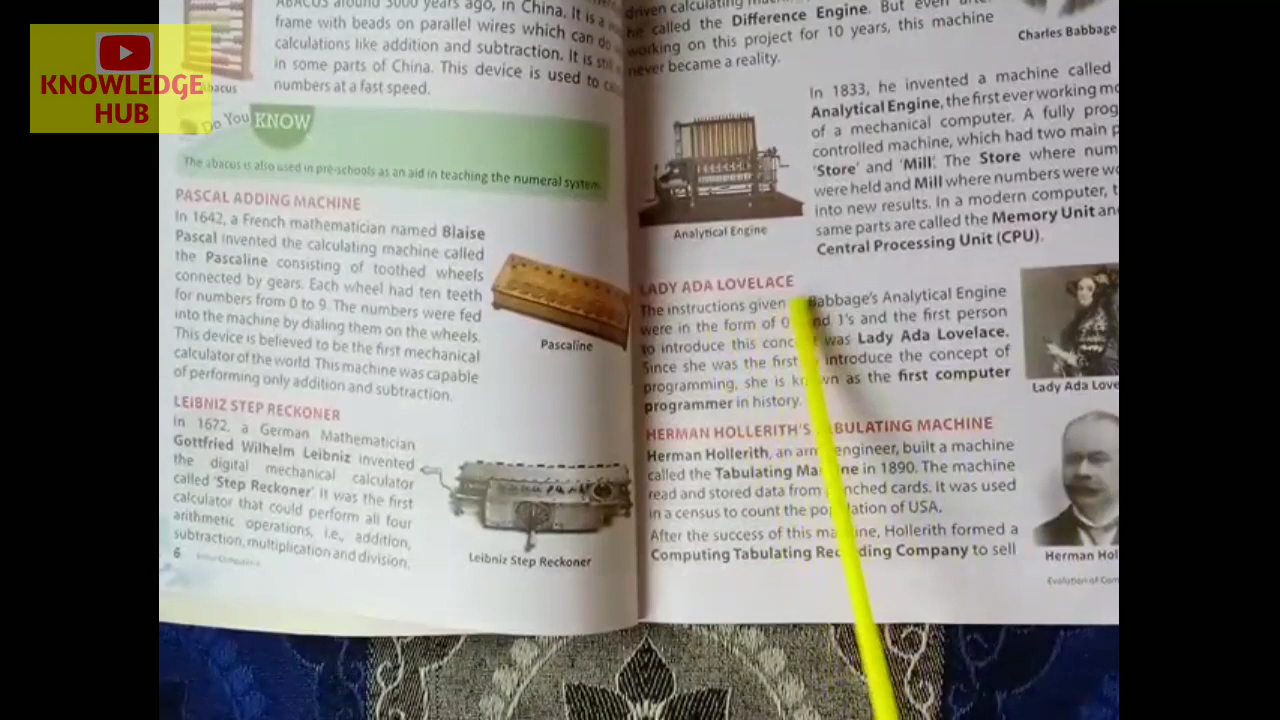 KNOWLEDGE
HUB
ABACUS around 3000 years ago, in China. It is a
frame with beads on parallel wires which can do
calculations like addition and subtraction. It is still
in some parts of China. This device is used to
numbers at a fast speed.
Do You KNOW
The abacus is also used in pre-schools as an aid in teaching the numeral system.
PASCAL ADDING MACHINE
In 1642, a French mathematician named Blaise
Pascal invented the calculating machine called
the Pascaline consisting of toothed wheels
connected by gears. Each wheel had ten teeth
for numbers from 0 to 9. The numbers were fed
into the machine by dialing them on the wheels.
This device is believed to be the first mechanical
calculator of the world. This machine was capable
of performing only addition and subtraction.
Pascaline
LEIBNIZ STEP RECKONER
In 1672, a German Mathematician
Gottfried Wilhelm Leibniz invented
the digital mechanical calculator
called 'Step Reckoner'. It was the first
calculator that could perform all four
arithmetic operations, i.e., addition,
subtraction, multiplication and division.
Leibniz Step Reckoner
6
driven calculating
he called the Difference Engine. But even after
working on this project for 10 years, this machine
never became a reality.
Charles Babbage
In 1833, he invented a machine called
Analytical Engine, the first ever working
of a mechanical computer. A fully
controlled machine, which had two main
'Store' and 'Mill'. The Store where
were held and Mill where numbers were
into new results. In a modern computer,
same parts are called the Memory Unit
Central Processing Unit (CPU).
Analytical Engine
LADY ADA LOVELACE
The instructions given Babbage's Analytical Engine
were in the form of 0 1's and the first person
to introduce this was Lady Ada Lovelace.
Since she was the first introduce the concept of
programming, she is as the first computer
programmer in history.
Lady Ada
HERMAN HOLLERITH'S MACHINE
Herman Hollerith, an engineer, built a machine
called the Tabulating in 1890. The machine
read and stored data from cards. It was used
in a census to count the of USA.
After the success of this Hollerith formed a
Computing Tabulating Company to sell
Herman
Evolution of